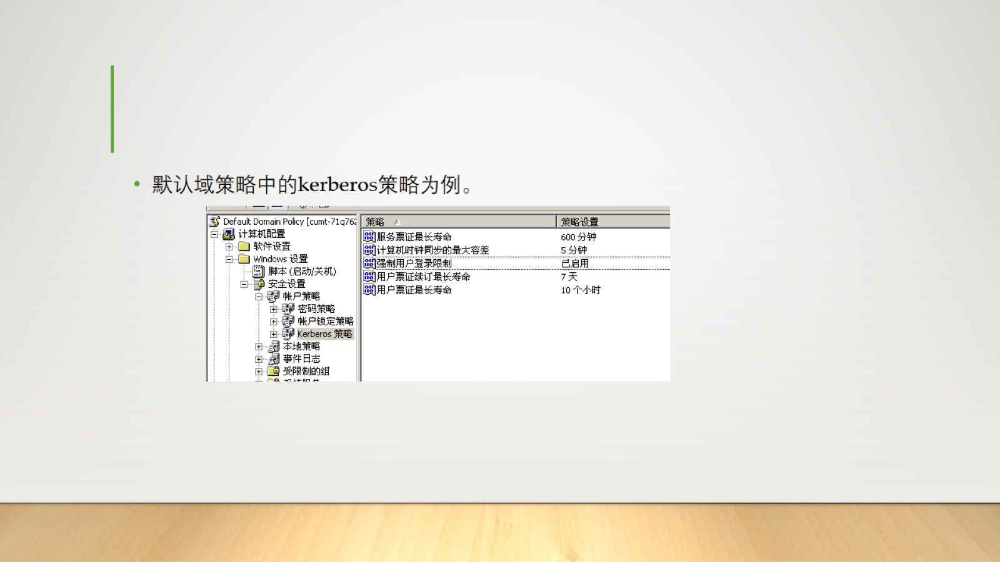 默认域策略中的kerberos策略为例。
Default Domain Policy [cumt-71q762
计算机配置
软件设置
Windows 设置
脚本 (启动/关机)
安全设置
帐户策略
密码策略
帐户锁定策略
Kerberos 策略
本地策略
事件日志
受限制的组
策略 策略设置
服务票证最长寿命 600 分钟
计算机时钟同步的最大容差 5 分钟
强制用户登录限制 已启用
用户票证续订最长寿命 7 天
用户票证最长寿命 10 个小时